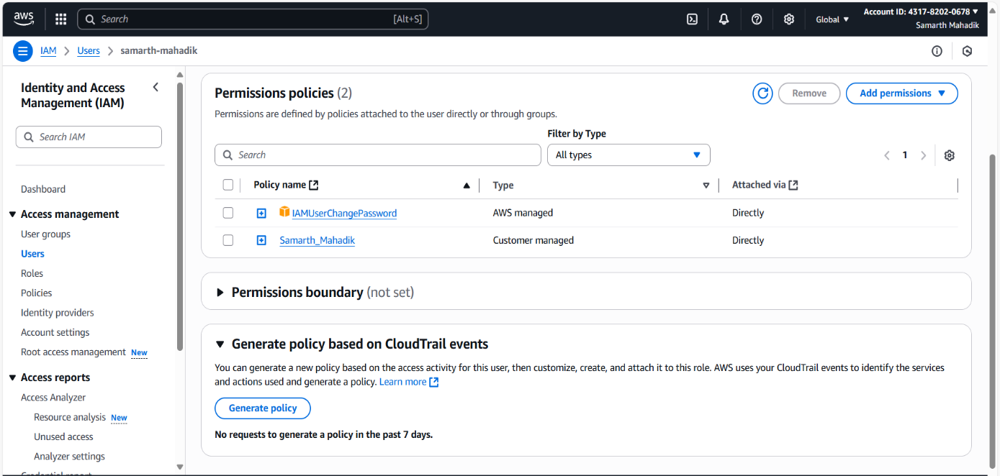 aws
Search [Alt+S]
Global
Account ID: 4317-8202-0678
Samarth Mahadik
IAM > Users > samarth-mahadik
Identity and Access
Management (IAM)
Search IAM
Dashboard
Access management
User groups
Users
Roles
Policies
Identity providers
Account settings
Root access management New
Access reports
Access Analyzer
Resource analysis New
Unused access
Analyzer settings
Permissions policies (2)
Remove
Add permissions
Permissions are defined by policies attached to the user directly or through groups.
Filter by Type
Search
All types
1
Policy name Type Attached via
IAMUserChangePassword AWS managed Directly
Samarth_Mahadik Customer managed Directly
Permissions boundary (not set)
Generate policy based on CloudTrail events
You can generate a new policy based on the access activity for this user, then customize, create, and attach it to this role. AWS uses your CloudTrail events to identify the services
and actions used and generate a policy. Learn more
Generate policy
No requests to generate a policy in the past 7 days.